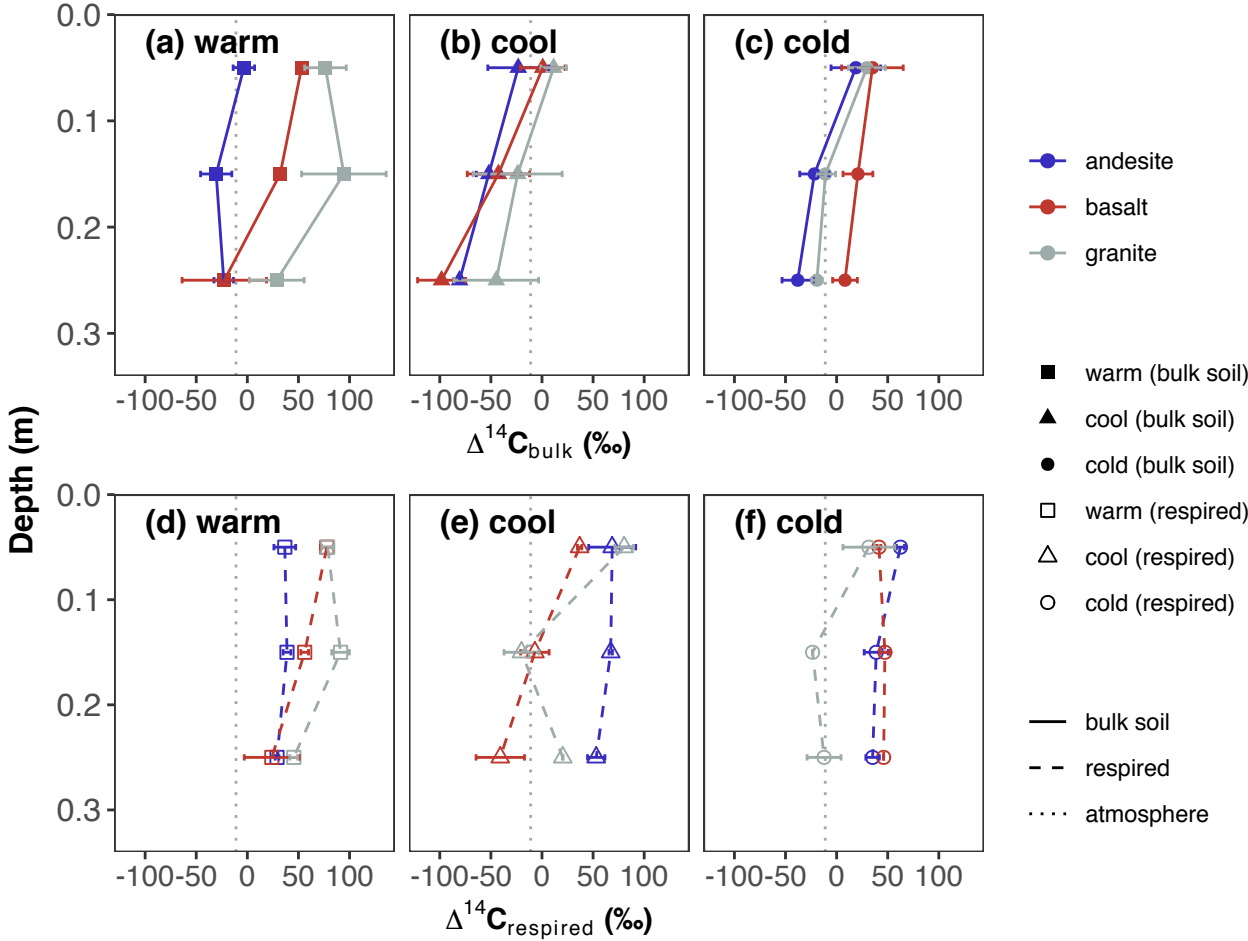 (a) warm
(b) cool
(c) cold
0.0
0.1
0.2
0.3
-100 -50 0 50 100
-100 -50 0 50 100
-100 -50 0 50 100
Δ¹⁴C_bulk (‰)
Depth (m)
(d) warm
(e) cool
(f) cold
0.0
0.1
0.2
0.3
-100 -50 0 50 100
-100 -50 0 50 100
-100 -50 0 50 100
Δ¹⁴C_respired (‰)
andesite
basalt
granite
warm (bulk soil)
cool (bulk soil)
cold (bulk soil)
warm (respired)
cool (respired)
cold (respired)
bulk soil
respired
atmosphere